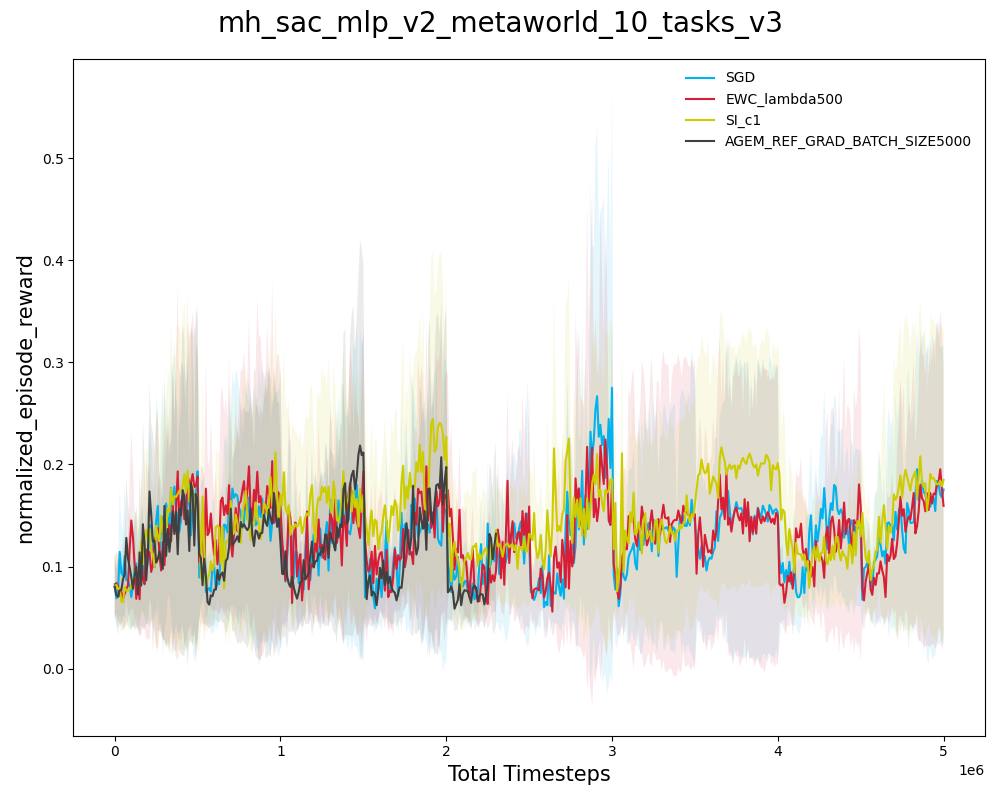 mh_sac_mlp_v2_metaworld_10_tasks_v3
SGD
EWC_lambda500
SI_c1
AGEM_REF_GRAD_BATCH_SIZE5000
normalized_episode_reward
0.5
0.4
0.3
0.2
0.1
0.0
0
1
2
3
4
5
1e6
Total Timesteps